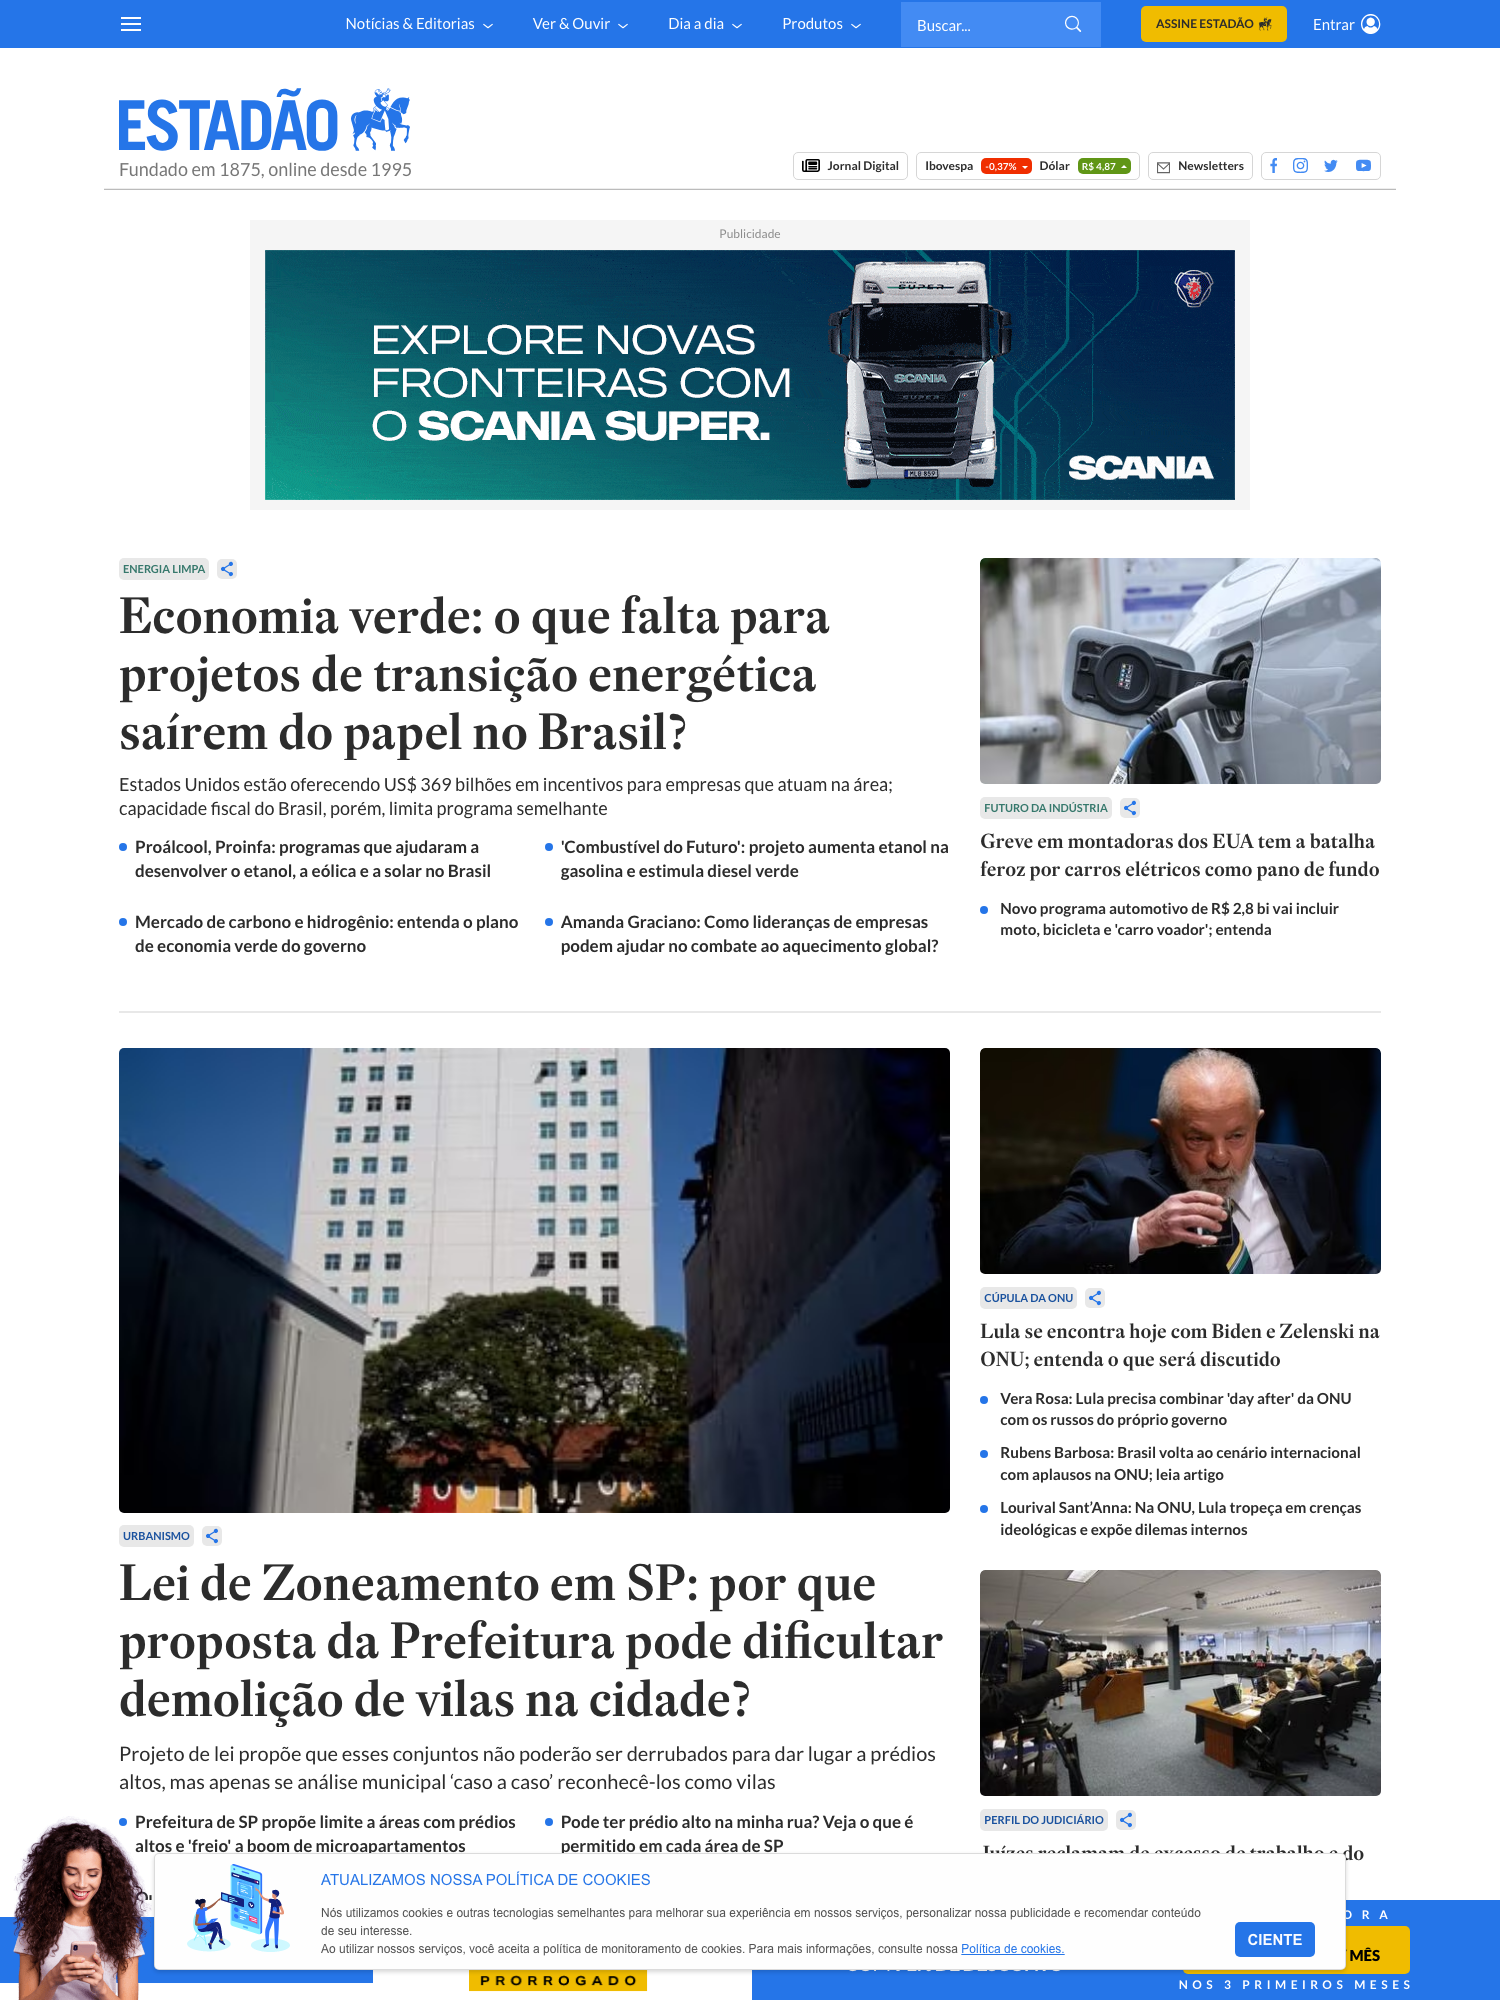 Notícias & Editorias
Ver & Ouvir
Dia a dia
Produtos
Buscar...
ASSINE ESTADÃO
Entrar
ESTADÃO
Fundado em 1875, online desde 1995
Jornal Digital
Ibovespa -0,37% Dólar R$ 4,87
Newsletters
Publicidade
EXPLORE NOVAS
FRONTEIRAS COM
O SCANIA SUPER.
SUPER
SCANIA
SUPER
SCANIA
ENERGIA LIMPA
Economia verde: o que falta para
projetos de transição energética
saírem do papel no Brasil?
Estados Unidos estão oferecendo US$ 369 bilhões em incentivos para empresas que atuam na área;
capacidade fiscal do Brasil, porém, limita programa semelhante
Proálcool, Proinfa: programas que ajudaram a
desenvolver o etanol, a eólica e a solar no Brasil
'Combustível do Futuro': projeto aumenta etanol na
gasolina e estimula diesel verde
Mercado de carbono e hidrogênio: entenda o plano
de economia verde do governo
Amanda Graciano: Como lideranças de empresas
podem ajudar no combate ao aquecimento global?
FUTURO DA INDÚSTRIA
Greve em montadoras dos EUA tem a batalha
feroz por carros elétricos como pano de fundo
Novo programa automotivo de R$ 2,8 bi vai incluir
moto, bicicleta e 'carro voador'; entenda
URBANISMO
Lei de Zoneamento em SP: por que
proposta da Prefeitura pode dificultar
demolição de vilas na cidade?
Projeto de lei propõe que esses conjuntos não poderão ser derrubados para dar lugar a prédios
altos, mas apenas se análise municipal ‘caso a caso’ reconhecê-los como vilas
Prefeitura de SP propõe limite a áreas com prédios
altos e 'freio' a boom de microapartamentos
Pode ter prédio alto na minha rua? Veja o que é
permitido em cada área de SP
CÚPULA DA ONU
Lula se encontra hoje com Biden e Zelenski na
ONU; entenda o que será discutido
Vera Rosa: Lula precisa combinar 'day after' da ONU
com os russos do próprio governo
Rubens Barbosa: Brasil volta ao cenário internacional
com aplausos na ONU; leia artigo
Lourival Sant’Anna: Na ONU, Lula tropeça em crenças
ideológicas e expõe dilemas internos
PERFIL DO JUDICIÁRIO
Juízes reclamam de excesso de trabalho e do
ATUALIZAMOS NOSSA POLÍTICA DE COOKIES
Nós utilizamos cookies e outras tecnologias semelhantes para melhorar sua experiência em nossos serviços, personalizar nossa publicidade e recomendar conteúdo
de seu interesse.
Ao utilizar nossos serviços, você aceita a política de monitoramento de cookies. Para mais informações, consulte nossa Política de cookies.
CIENTE
ORA
MÊS
PRORROGADO
NOS 3 PRIMEIROS MESES